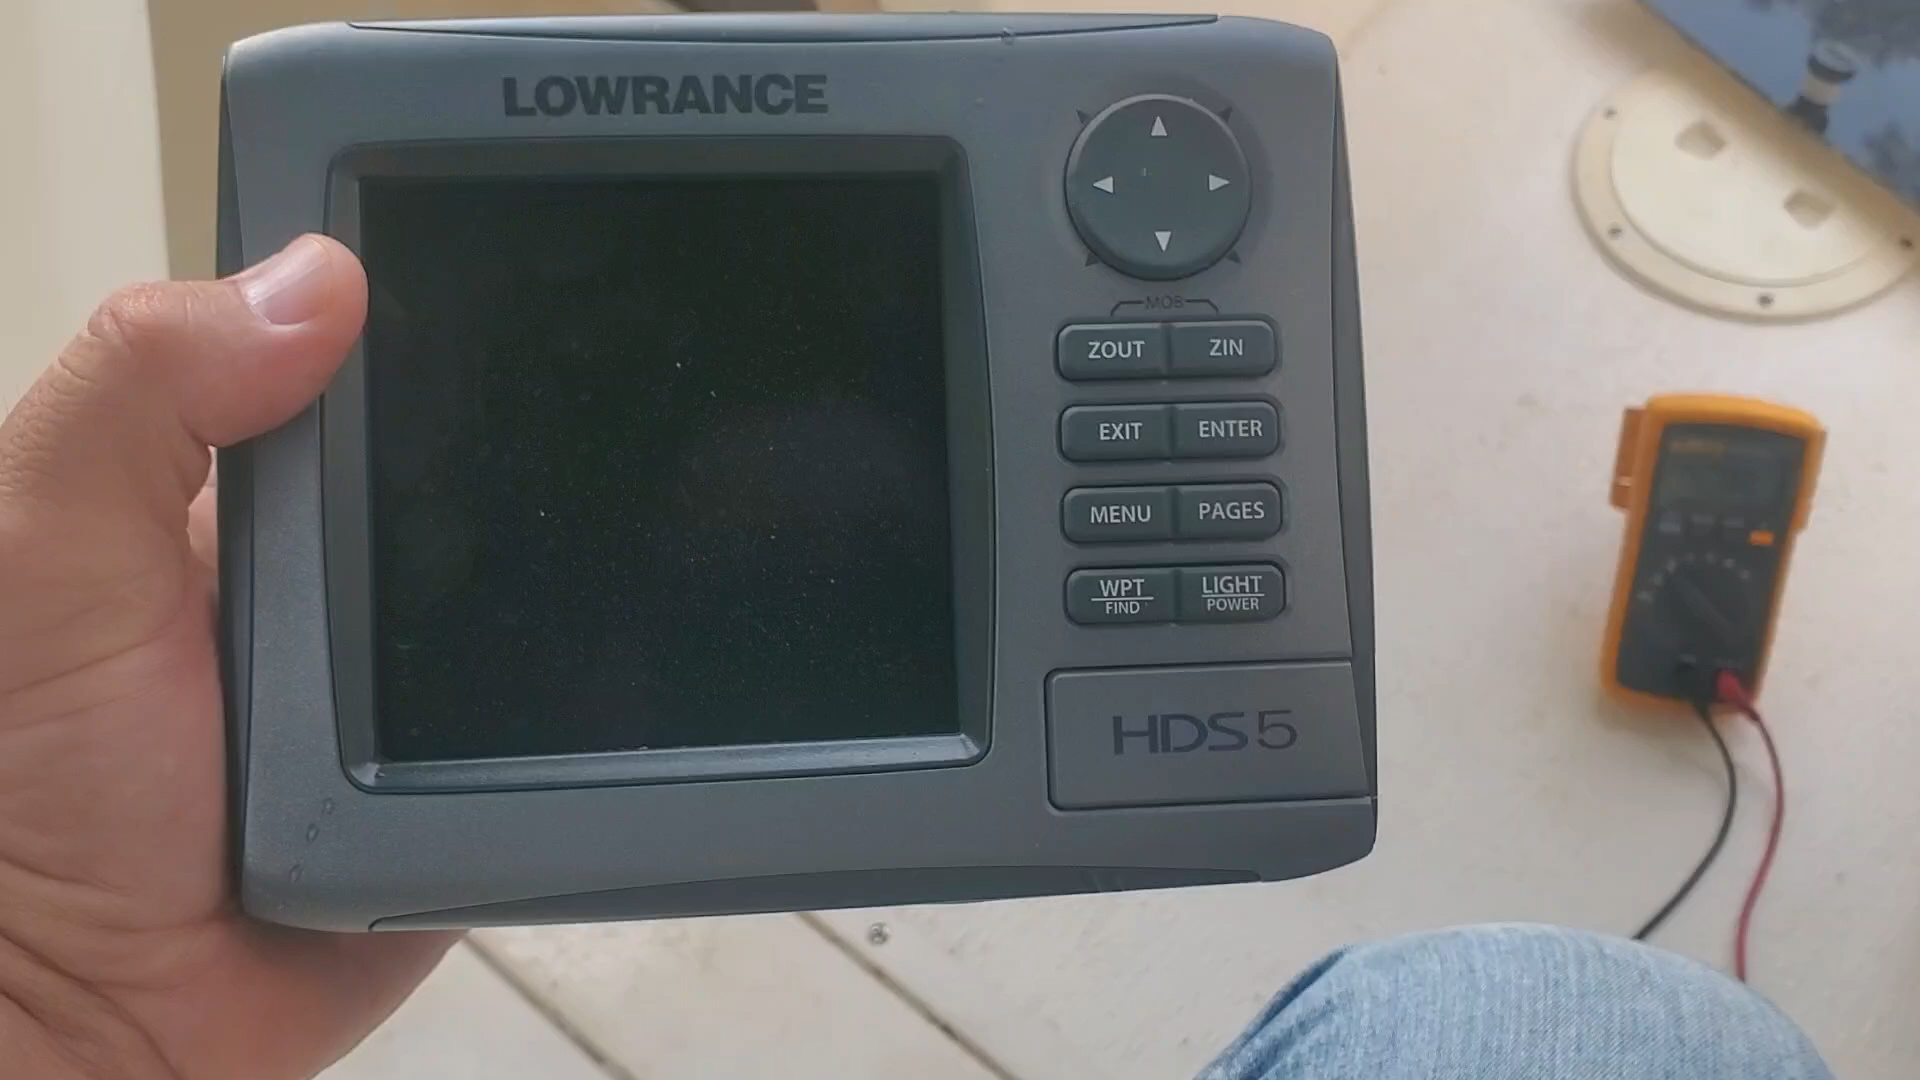 LOWRANCE
MOB
ZOUT ZIN
EXIT ENTER
MENU PAGES
WPT LIGHT
FIND POWER
HDS5